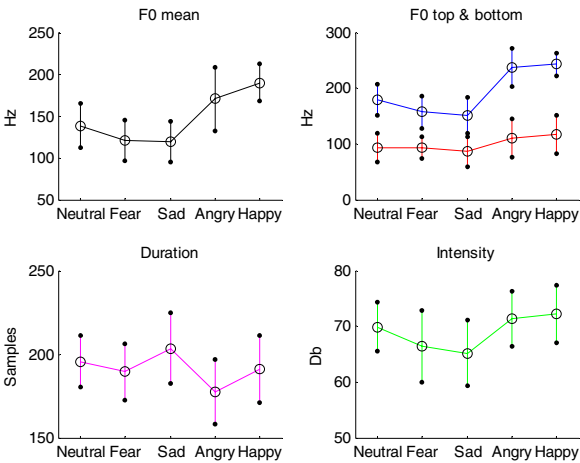 F0 mean
250
200
150
100
50
Hz
Neutral Fear Sad Angry Happy
F0 top & bottom
300
200
100
0
Hz
Neutral Fear Sad Angry Happy
Duration
250
200
150
Samples
Neutral Fear Sad Angry Happy
Intensity
80
70
60
50
Db
Neutral Fear Sad Angry Happy